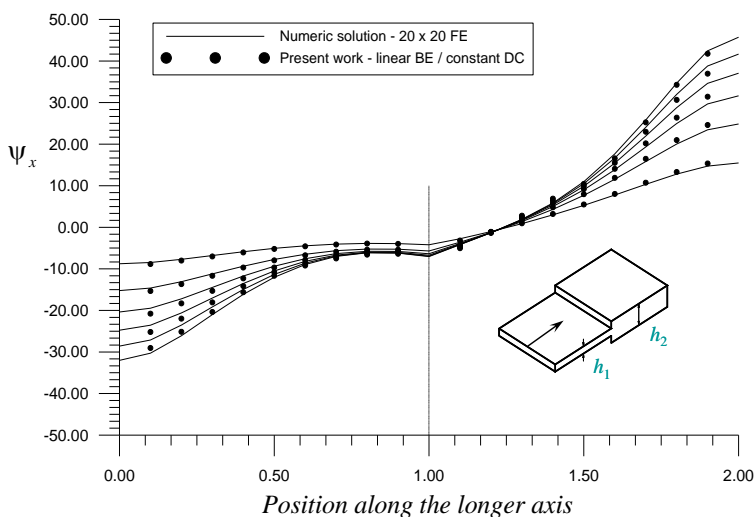 50.00
40.00
30.00
20.00
10.00
0.00
-10.00
-20.00
-30.00
-40.00
-50.00
Ψx
Numeric solution - 20 x 20 FE
Present work - linear BE / constant DC
h1
h2
0.00 0.50 1.00 1.50 2.00
Position along the longer axis